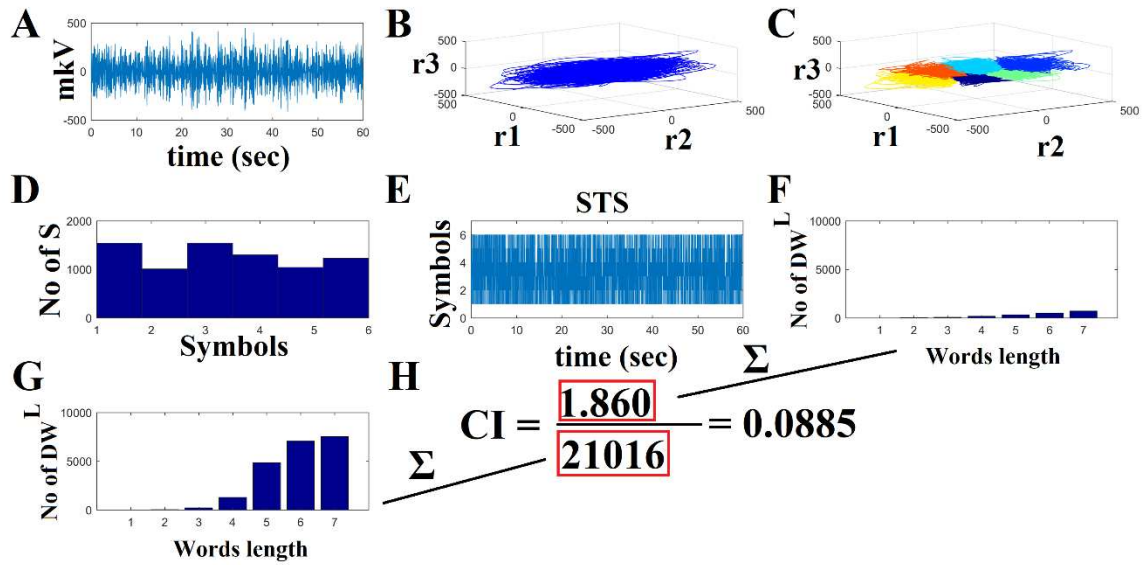 A
mkV
500
0
-500
0 10 20 30 40 50 60
time (sec)
B
r3
500
0
-500
500
0
-500
-500
0
500
r1
r2
C
r3
500
0
-500
500
0
-500
-500
0
500
r1
r2
D
No of S
2000
1000
0
1 2 3 4 5 6
Symbols
E
STS
Symbols
6
4
2
0
0 10 20 30 40 50 60
time (sec)
F
No of DW L
10000
5000
0
1 2 3 4 5 6 7
Words length
G
No of DW L
10000
5000
0
1 2 3 4 5 6 7
Words length
Σ
H
CI = 1.860 / 21016 = 0.0885
Σ